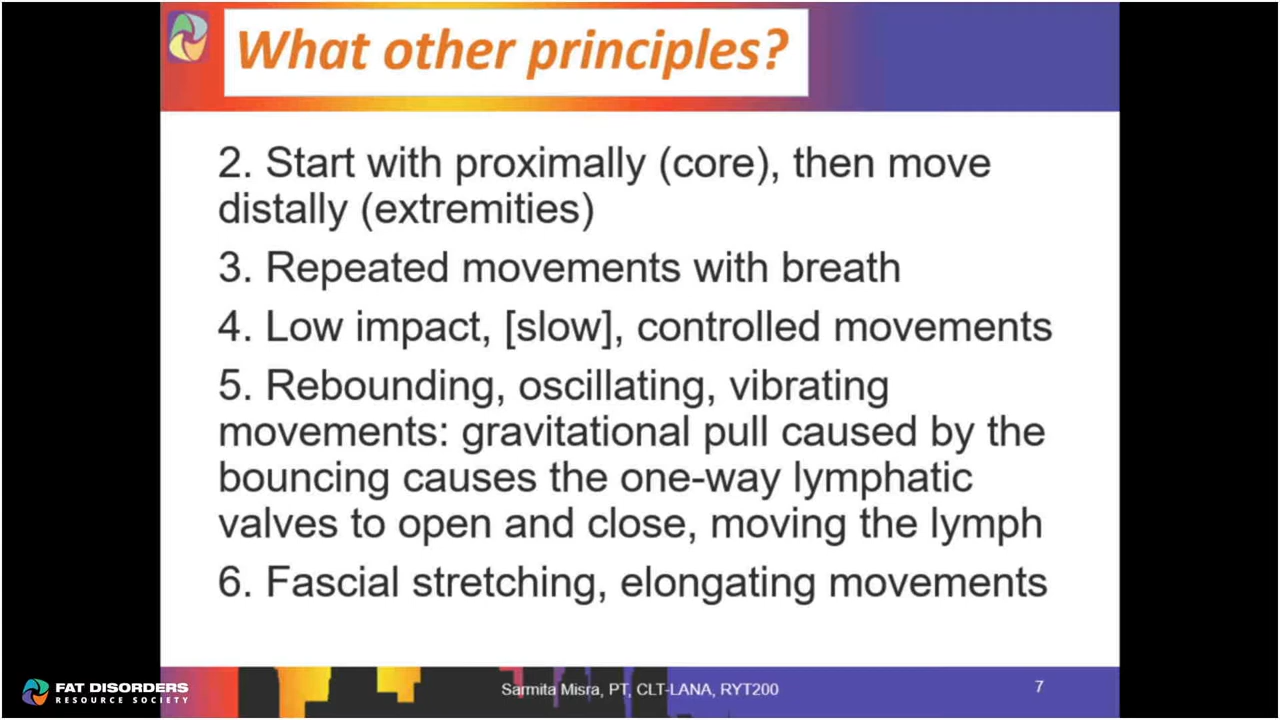 What other principles?
2. Start with proximally (core), then move
distally (extremities)
3. Repeated movements with breath
4. Low impact, [slow], controlled movements
5. Rebounding, oscillating, vibrating
movements: gravitational pull caused by the
bouncing causes the one-way lymphatic
valves to open and close, moving the lymph
6. Fascial stretching, elongating movements
FAT DISORDERS
RESOURCE SOCIETY
Sarmita Misra, PT, CLT-LANA, RYT200
7